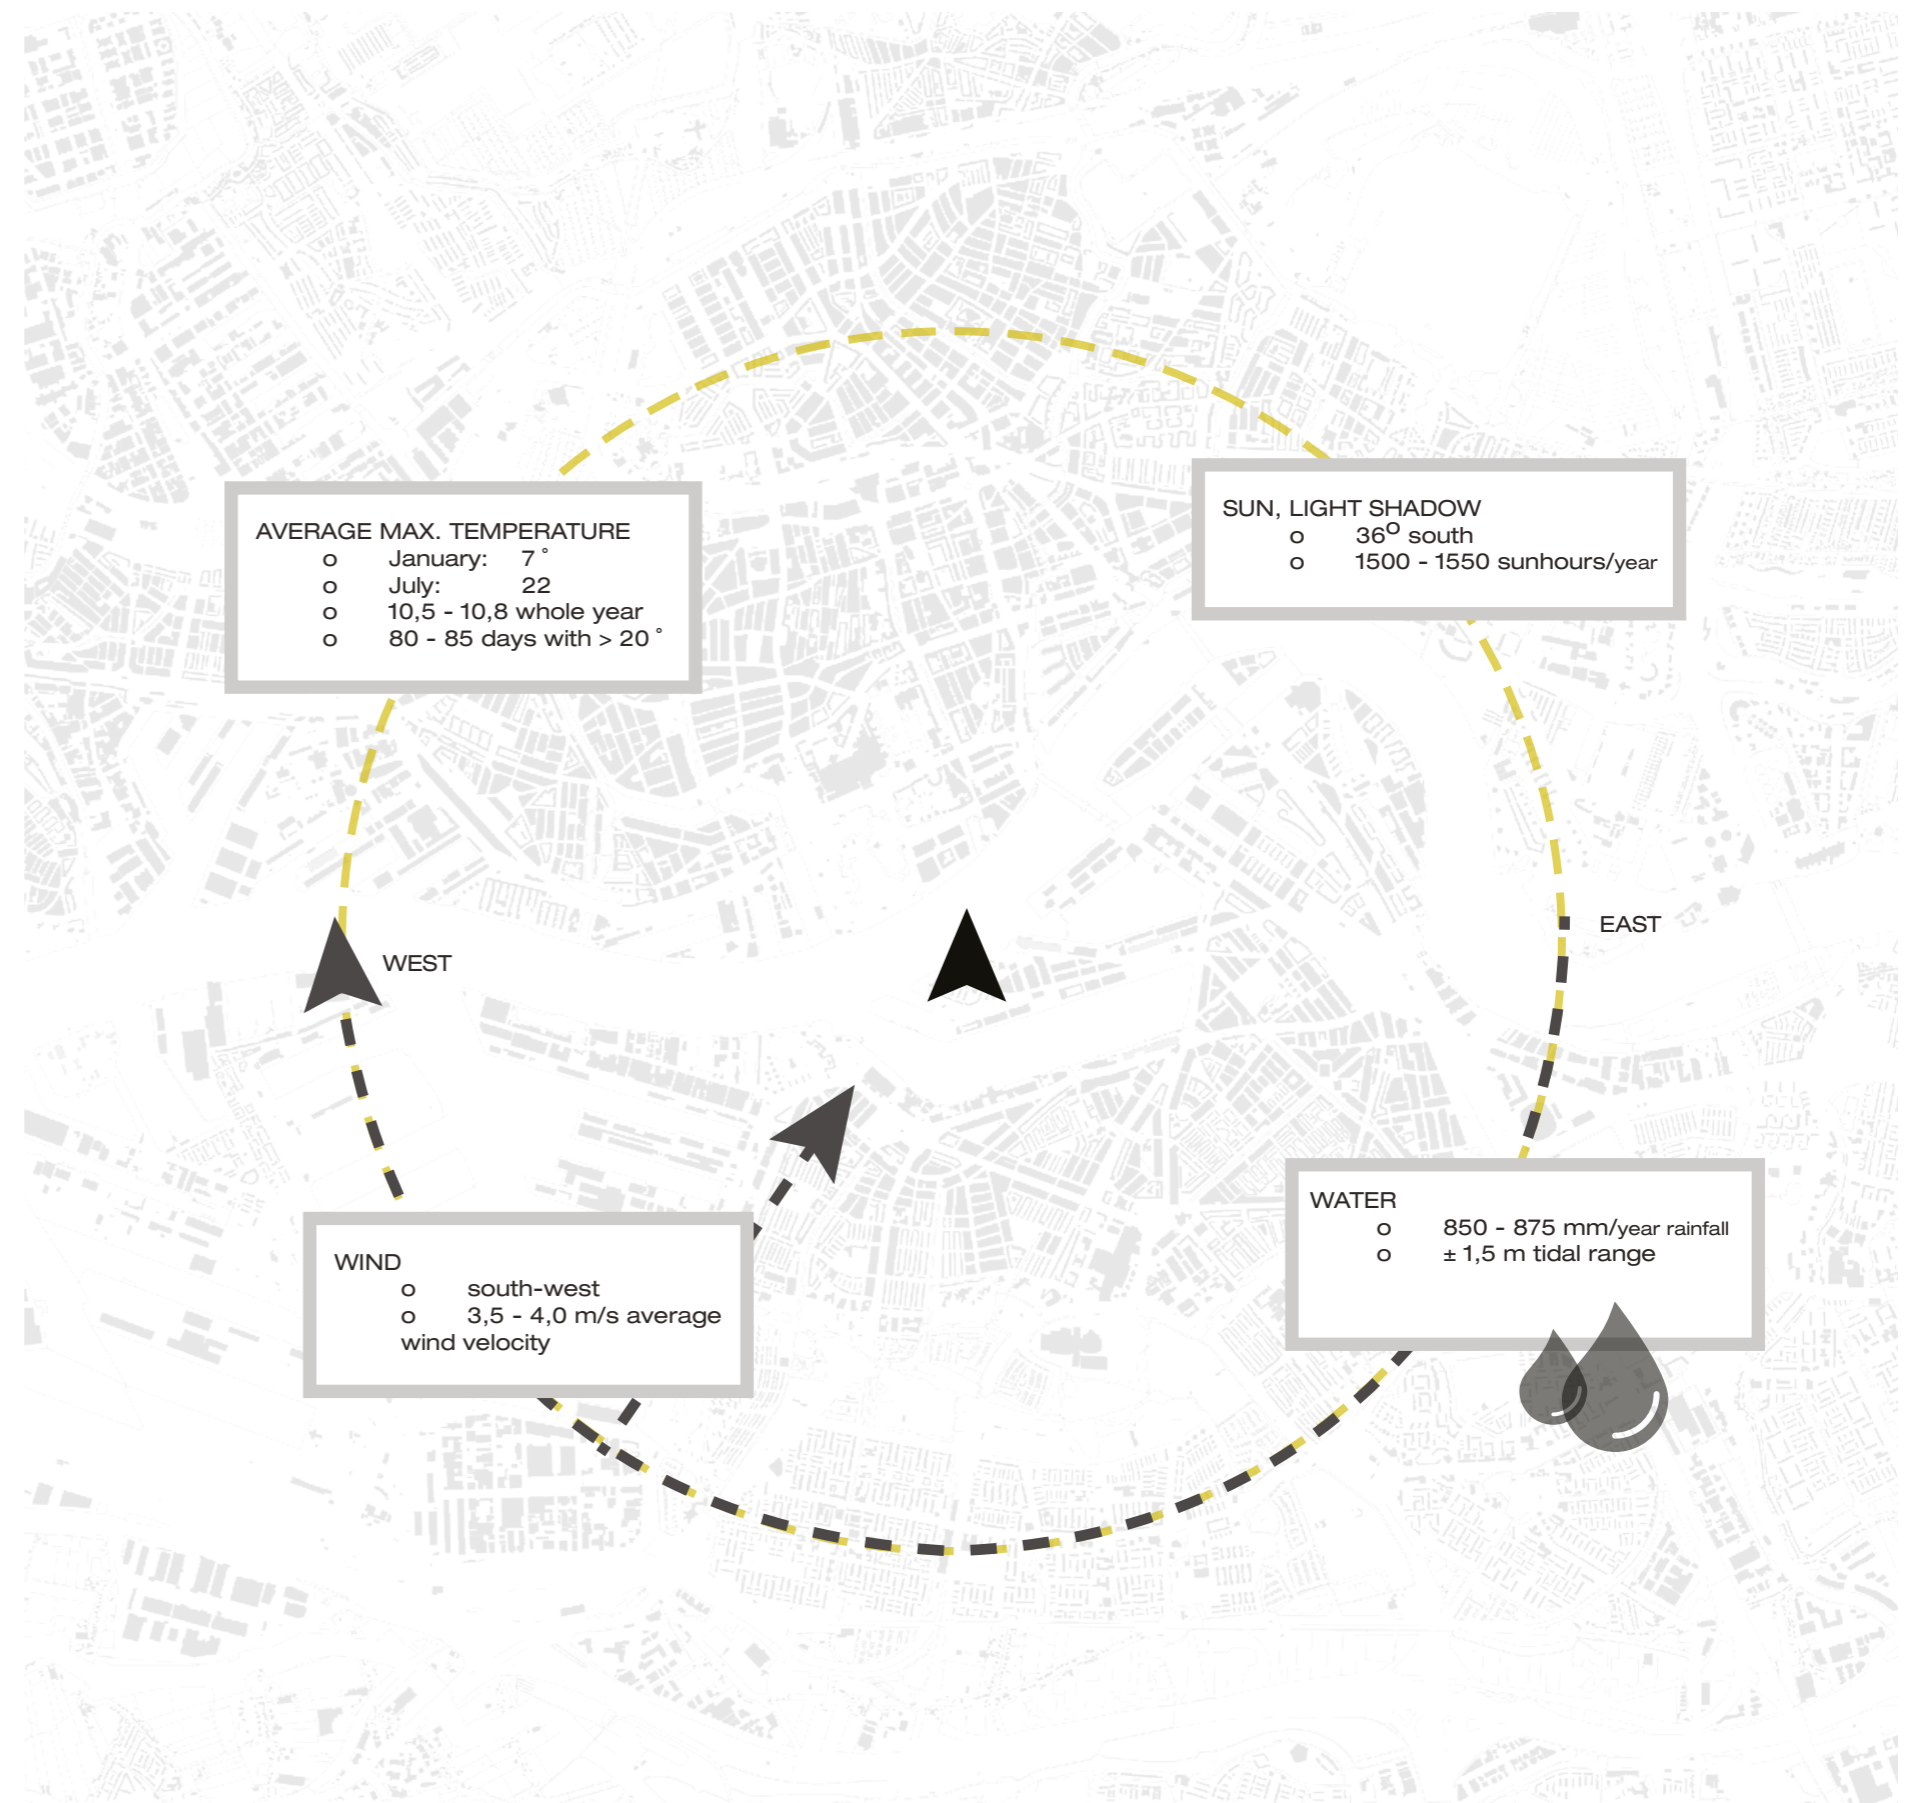 AVERAGE MAX. TEMPERATURE
o January: 7 °
o July: 22
o 10,5 - 10,8 whole year
o 80 - 85 days with > 20 °
SUN, LIGHT SHADOW
o 36º south
o 1500 - 1550 sunhours/year
EAST
WEST
WATER
o 850 - 875 mm/year rainfall
o ± 1,5 m tidal range
WIND
o south-west
o 3,5 - 4,0 m/s average
wind velocity